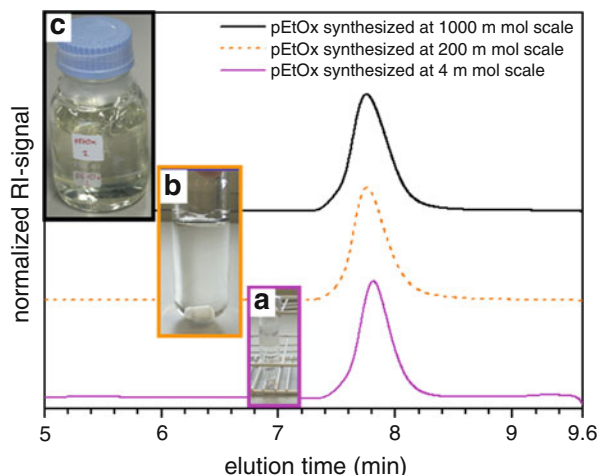 c
pEtOx synthesized at 1000 m mol scale
pEtOx synthesized at 200 m mol scale
pEtOx synthesized at 4 m mol scale
b
a
normalized RI-signal
5 6 7 8 9 9.6
elution time (min)